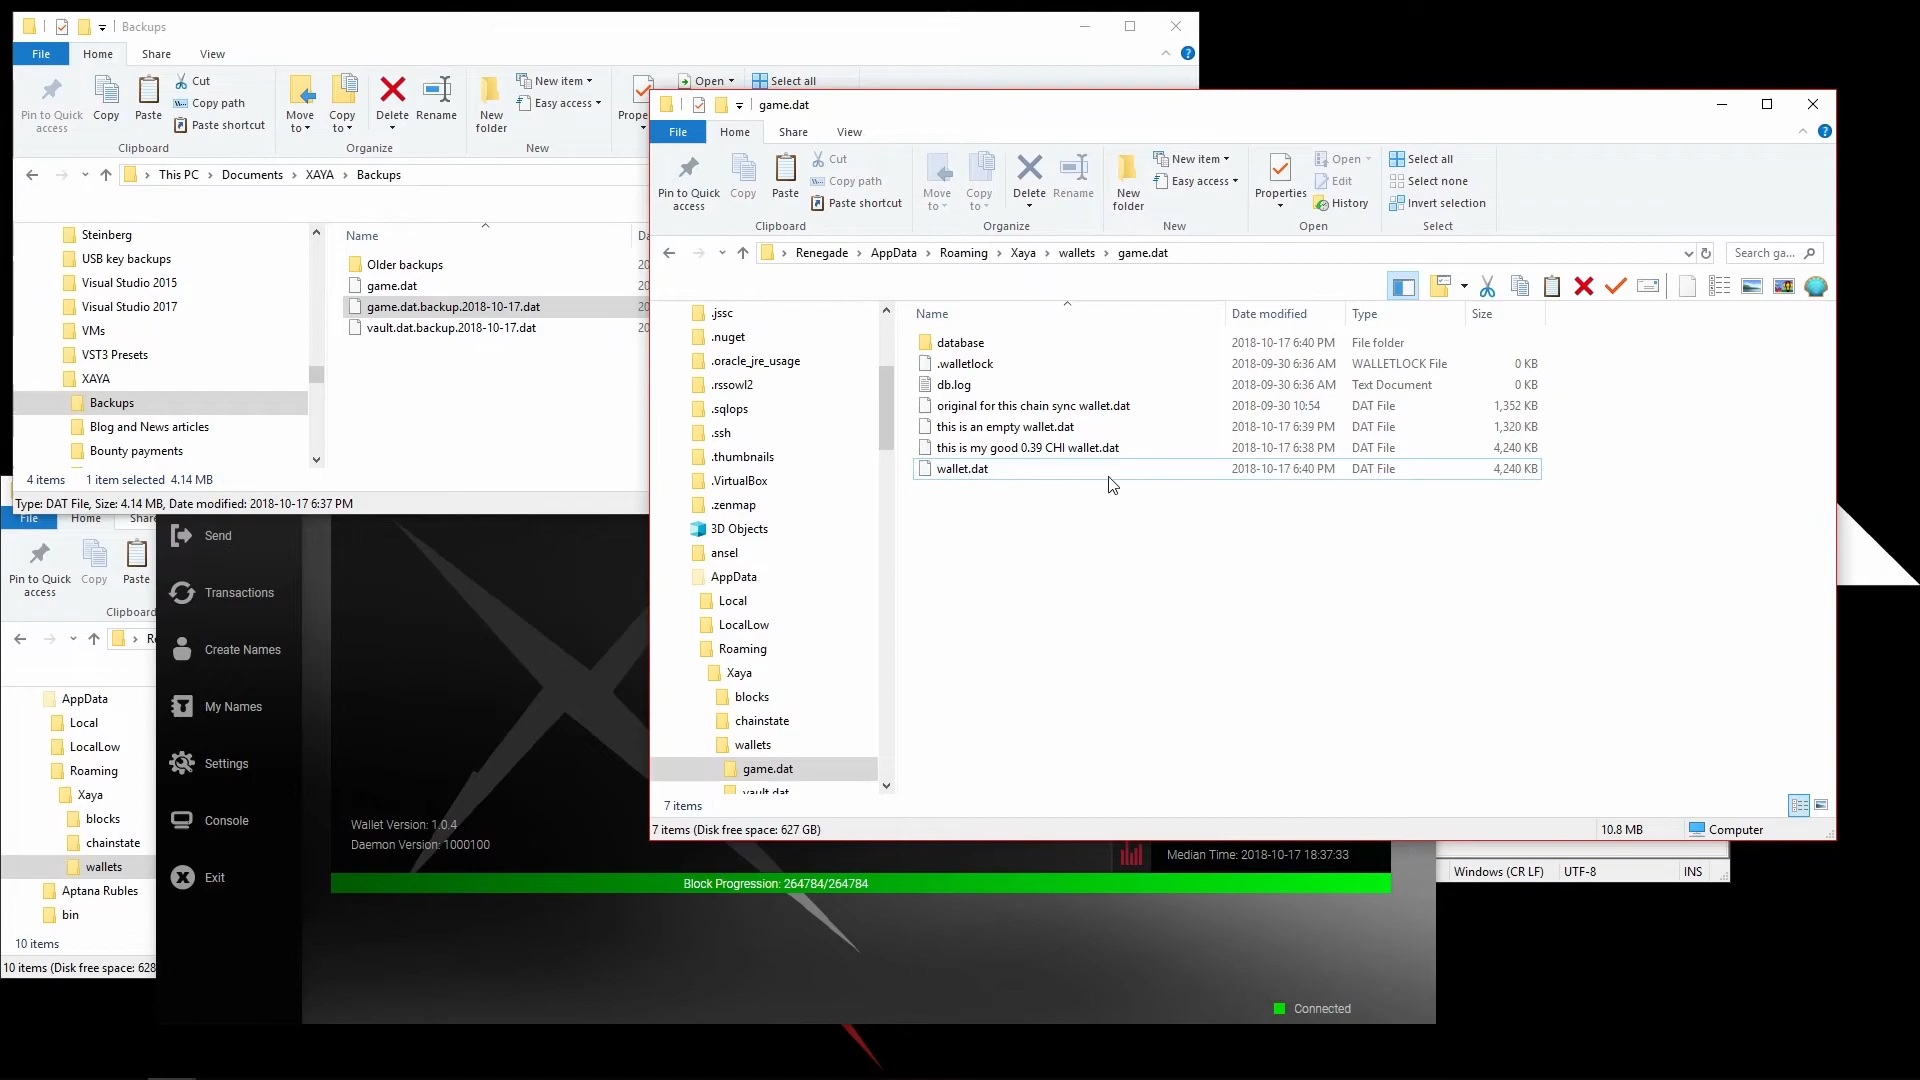 Backups
File Home Share View
Pin to Quick access
Copy
Paste
Cut
Copy path
Paste shortcut
Clipboard
Move to
Copy to
Delete
Rename
Organize
New folder
New item
Easy access
New
Open
Select all
This PC > Documents > XAYA > Backups
Steinberg
USB key backups
Visual Studio 2015
Visual Studio 2017
VMs
VST3 Presets
XAYA
Backups
Blog and News articles
Bounty payments
Name
Older backups
game.dat
game.dat.backup.2018-10-17.dat
vault.dat.backup.2018-10-17.dat
4 items 1 item selected 4.14 MB
Type: DAT File, Size: 4.14 MB, Date modified: 2018-10-17 6:37 PM
game.dat
File Home Share View
Pin to Quick access
Copy
Paste
Cut
Copy path
Paste shortcut
Clipboard
Move to
Copy to
Delete
Rename
Organize
New folder
New item
Easy access
New
Properties
Open
Edit
History
Open
Select all
Select none
Invert selection
Select
Renegade > AppData > Roaming > Xaya > wallets > game.dat
Search ga...
.jssc
.nuget
.oracle_jre_usage
.rssowl2
.sqlops
.ssh
.thumbnails
.VirtualBox
.zenmap
3D Objects
ansel
AppData
Local
LocalLow
Roaming
Xaya
blocks
chainstate
wallets
game.dat
vault.dat
Name Date modified Type Size
database 2018-10-17 6:40 PM File folder
.walletlock 2018-09-30 6:36 AM WALLETLOCK File 0 KB
db.log 2018-09-30 6:36 AM Text Document 0 KB
original for this chain sync wallet.dat 2018-09-30 10:54 DAT File 1,352 KB
this is an empty wallet.dat 2018-10-17 6:39 PM DAT File 1,320 KB
this is my good 0.39 CHI wallet.dat 2018-10-17 6:38 PM DAT File 4,240 KB
wallet.dat 2018-10-17 6:40 PM DAT File 4,240 KB
7 items
7 items (Disk free space: 627 GB) 10.8 MB Computer
File Home
Pin to Quick access
Copy
Paste
AppData
Local
LocalLow
Roaming
Xaya
blocks
chainstate
wallets
Aptana Rubles
bin
10 items
10 items (Disk free space: 628
Send
Transactions
Create Names
My Names
Settings
Console
Exit
Wallet Version: 1.0.4
Daemon Version: 1000100
Median Time: 2018-10-17 18:37:33
Block Progression: 264784/264784
Connected
Windows (CR LF) UTF-8 INS